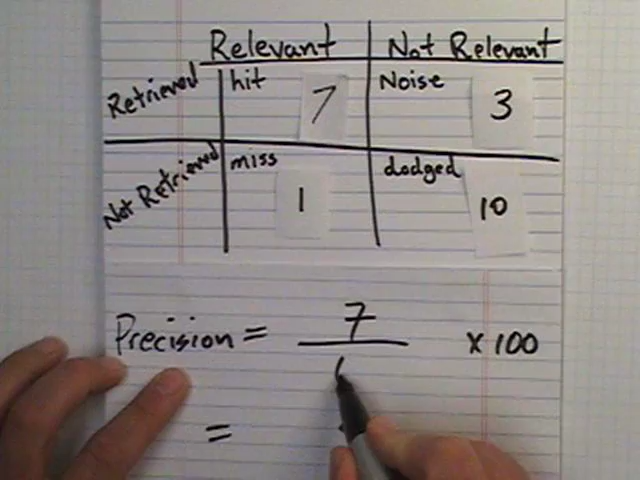 Relevant Not Relevant
Retrieved hit 7 Noise 3
Not Retrieved miss 1 dodged 10
Precision = 7 x 100
(
=